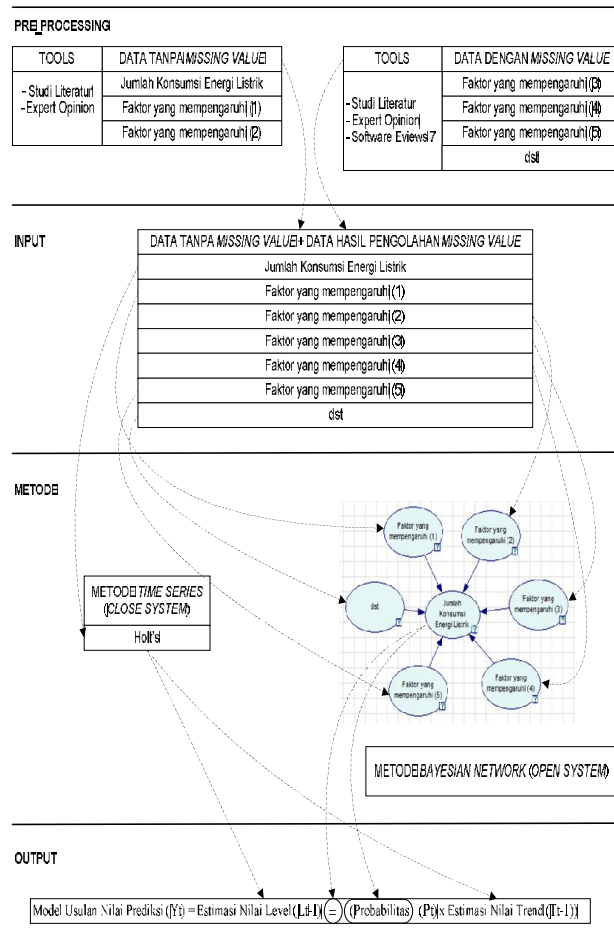 PRE_PROCESSING
TOOLS
- Studi Literatur
-Expert Opinion
DATA TANPA MISSING VALUE
Jumlah Konsumsi Energi Listrik
Faktor yang mempengaruhi (1)
Faktor yang mempengaruhi (2)
TOOLS
-Studi Literatur
-Expert Opinion
-Software Eviews 7
DATA DENGAN MISSING VALUE
Faktor yang mempengaruhi (3)
Faktor yang mempengaruhi (4)
Faktor yang mempengaruhi (5)
dst
INPUT
DATA TANPA MISSING VALUE + DATA HASIL PENGOLAHAN MISSING VALUE
Jumlah Konsumsi Energi Listrik
Faktor yang mempengaruhi (1)
Faktor yang mempengaruhi (2)
Faktor yang mempengaruhi (3)
Faktor yang mempengaruhi (4)
Faktor yang mempengaruhi (5)
dst
METODE
METODE TIME SERIES
(CLOSE SYSTEM)
Holt's
Faktor yang
mempengaruhi (1)
Faktor yang
mempengaruhi (2)
dst
Jumlah
Konsumsi
Energi Listrik
Faktor yang
mempengaruhi (3)
Faktor yang
mempengaruhi (5)
Faktor yang
mempengaruhi (4)
METODE BAYESIAN NETWORK (OPEN SYSTEM)
OUTPUT
Model Usulan Nilai Prediksi (Yt) = Estimasi Nilai Level (Lt-1) = (Probabilitas) (Pt) x Estimasi Nilai Trend (Tt-1))